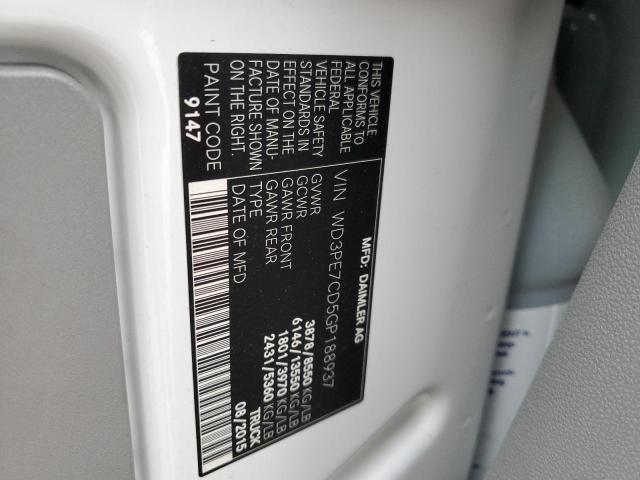 MFD: DAIMLER AG
VIN WD3PE7CD5GP188937
THIS VEHICLE
CONFORMS TO
ALL APPLICABLE
FEDERAL
VEHICLE SAFETY
STANDARDS IN
EFFECT ON THE
DATE OF MANU-
FACTURE SHOWN
ON THE RIGHT.
PAINT CODE
9147
GVWR 3878 / 8550 KG/LB
GCWR 6146 / 13550 KG/LB
GAWR FRONT 1801 / 3970 KG/LB
GAWR REAR 2431 / 5360 KG/LB
TYPE TRUCK
DATE OF MFD 08/2015